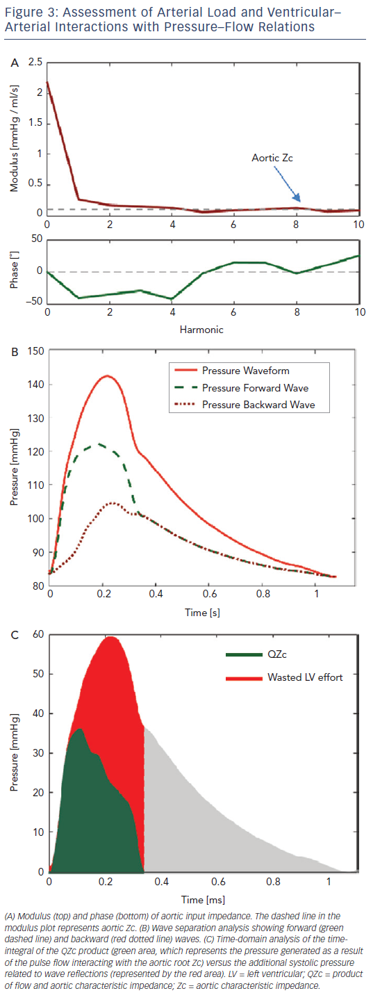 Figure 3: Assessment of Arterial Load and Ventricular–
Arterial Interactions with Pressure–Flow Relations
A
2.5
2
1.5
1
0.5
0
Modulus [mmHg / ml/s]
Aortic Zc
0 2 4 6 8 10
50
0
–50
Phase [°]
0 2 4 6 8 10
Harmonic
B
150
140
130
120
110
100
90
80
Pressure [mmHg]
Pressure Waveform
Pressure Forward Wave
Pressure Backward Wave
0 0.2 0.4 0.6 0.8 1
Time [s]
C
60
50
40
30
20
10
0
Pressure [mmHg]
QZc
Wasted LV effort
0 0.2 0.4 0.6 0.8 1
Time [ms]
(A) Modulus (top) and phase (bottom) of aortic input impedance. The dashed line in the
modulus plot represents aortic Zc. (B) Wave separation analysis showing forward (green
dashed line) and backward (red dotted line) waves. (C) Time-domain analysis of the time-
integral of the QZc product (green area, which represents the pressure generated as a result
of the pulse flow interacting with the aortic root Zc) versus the additional systolic pressure
related to wave reflections (represented by the red area). LV = left ventricular; QZc = product
of flow and aortic characteristic impedance; Zc = aortic characteristic impedance.